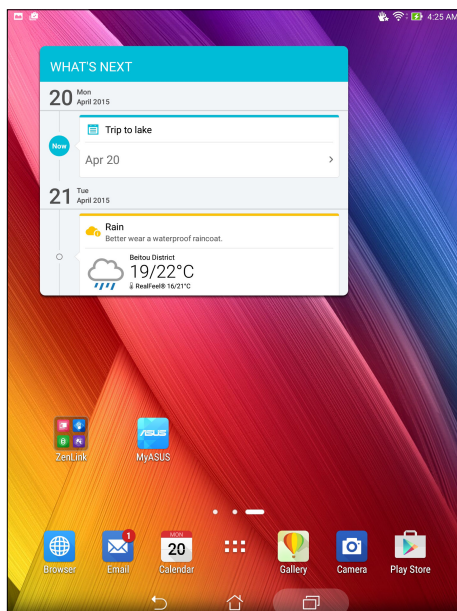 4:25 AM
WHAT'S NEXT
20 Mon
April 2015
Trip to lake
Now
Apr 20
21 Tue
April 2015
Rain
Better wear a waterproof raincoat.
Beitou District
19/22°C
RealFeel® 16/21°C
/ISUS
ZenLink
MyASUS
1
MON
20
Browser
Email
Calendar
Gallery
Camera
Play Store